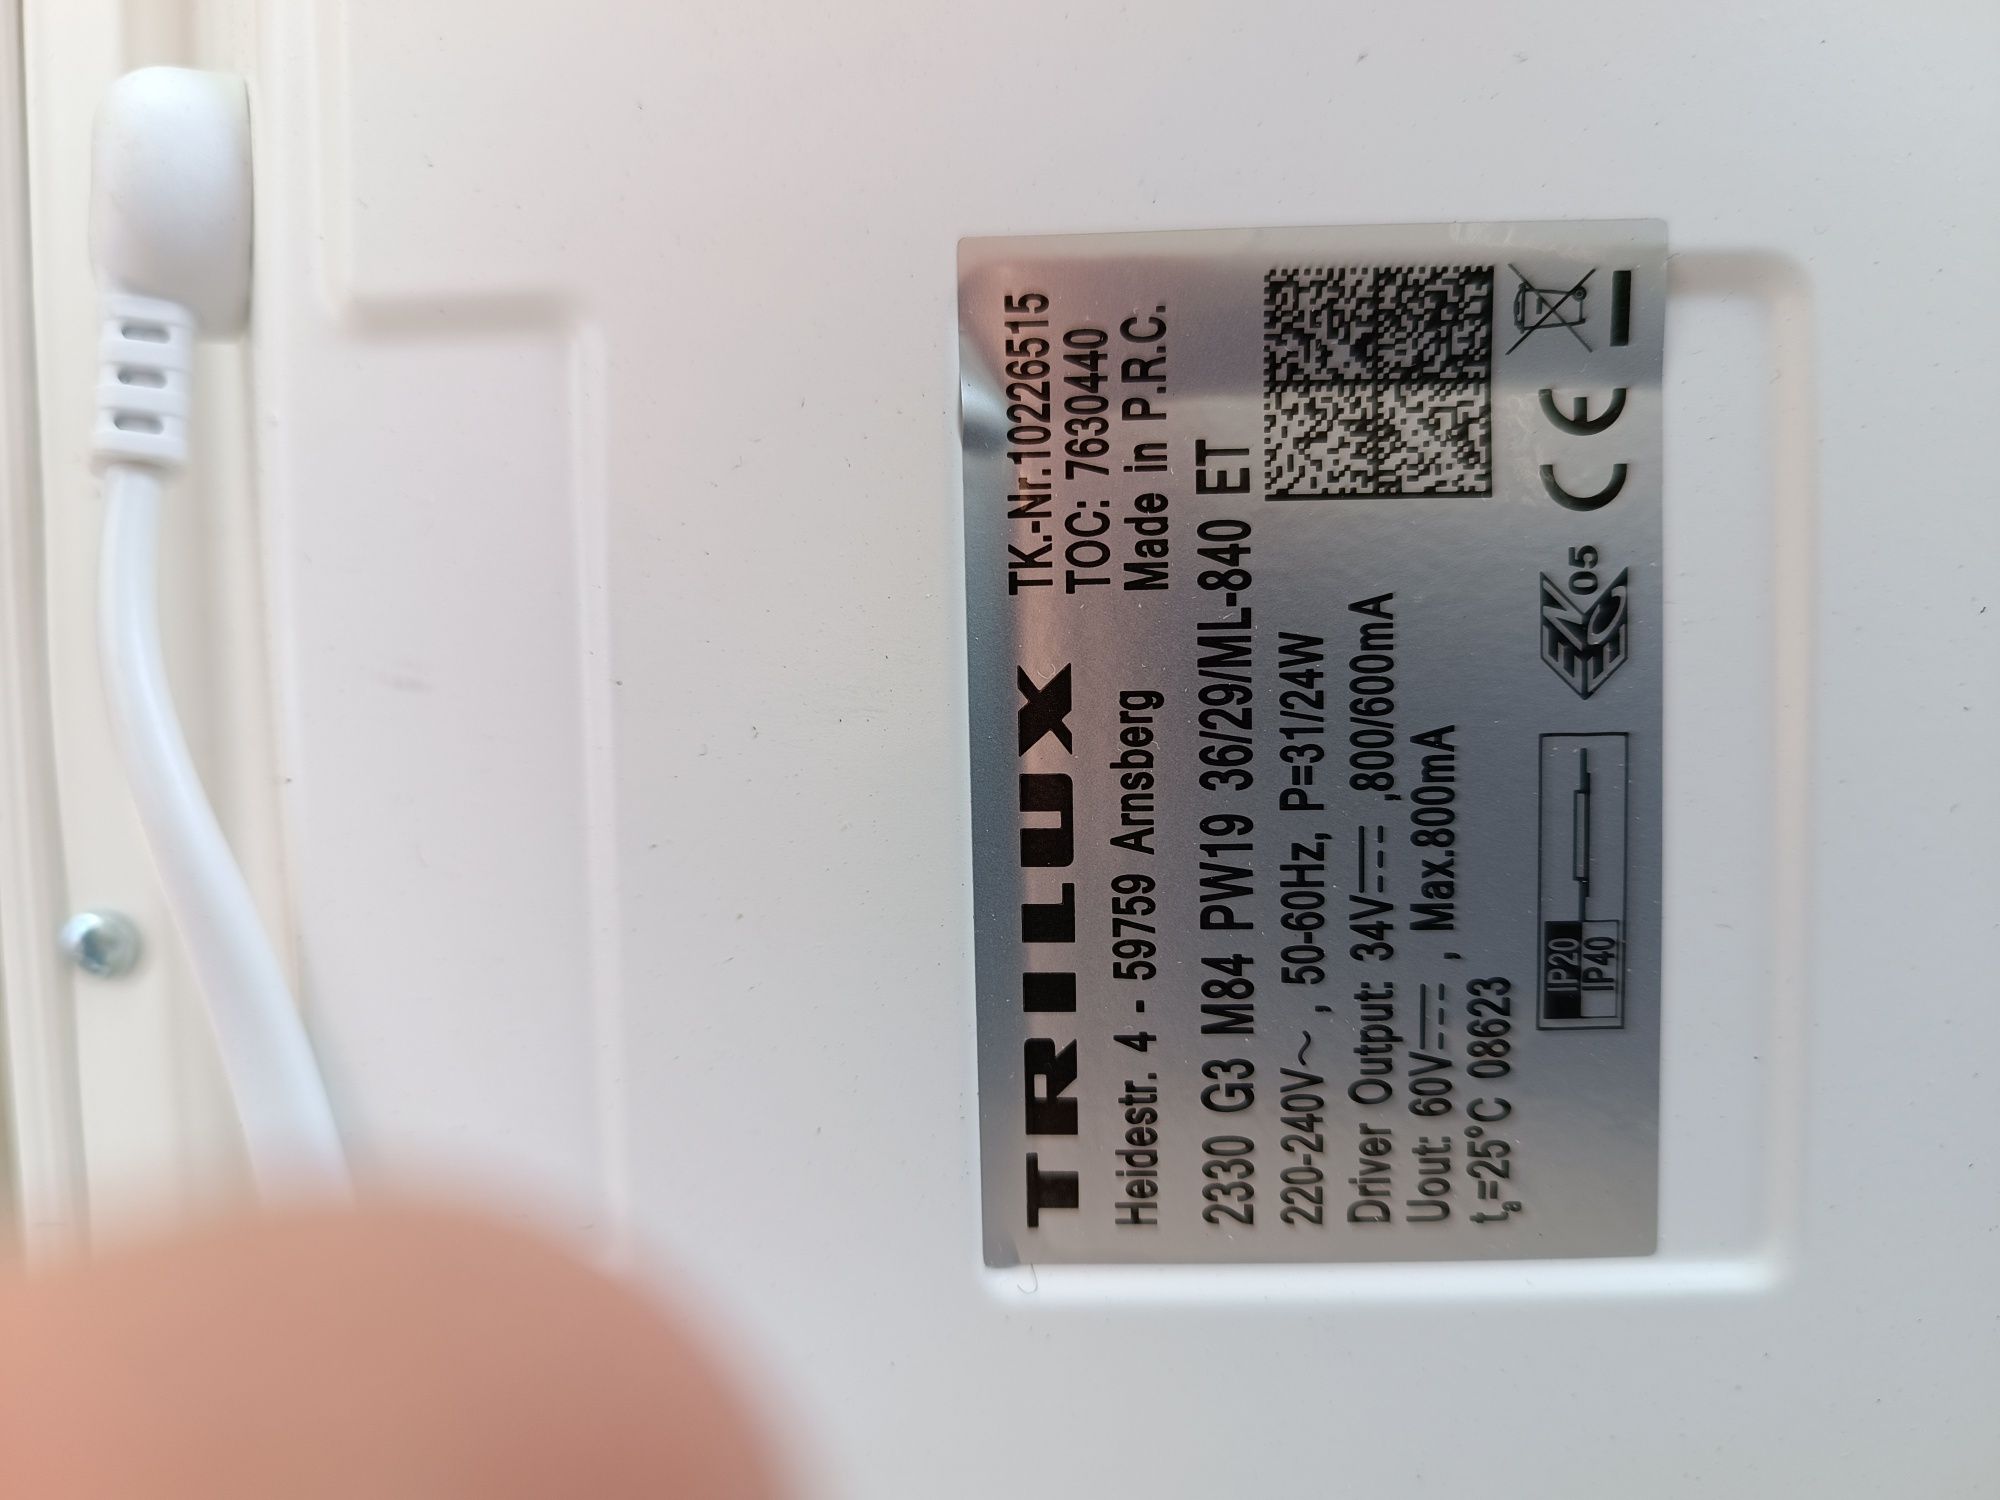 TRILUX
Heidestr. 4 - 59759 Arnsberg
TK.-Nr.10226515
TOC: 7630440
Made in P.R.C.
2330 G3 M84 PW19 36/29/ML-840 ET
220-240V~ , 50-60Hz, P=31/24W
Driver Output: 34V⎓ ,800/600mA
Uout: 60V⎓ , Max.800mA
ta=25°C 08623
IP20
IP40
ENEC 05
CE